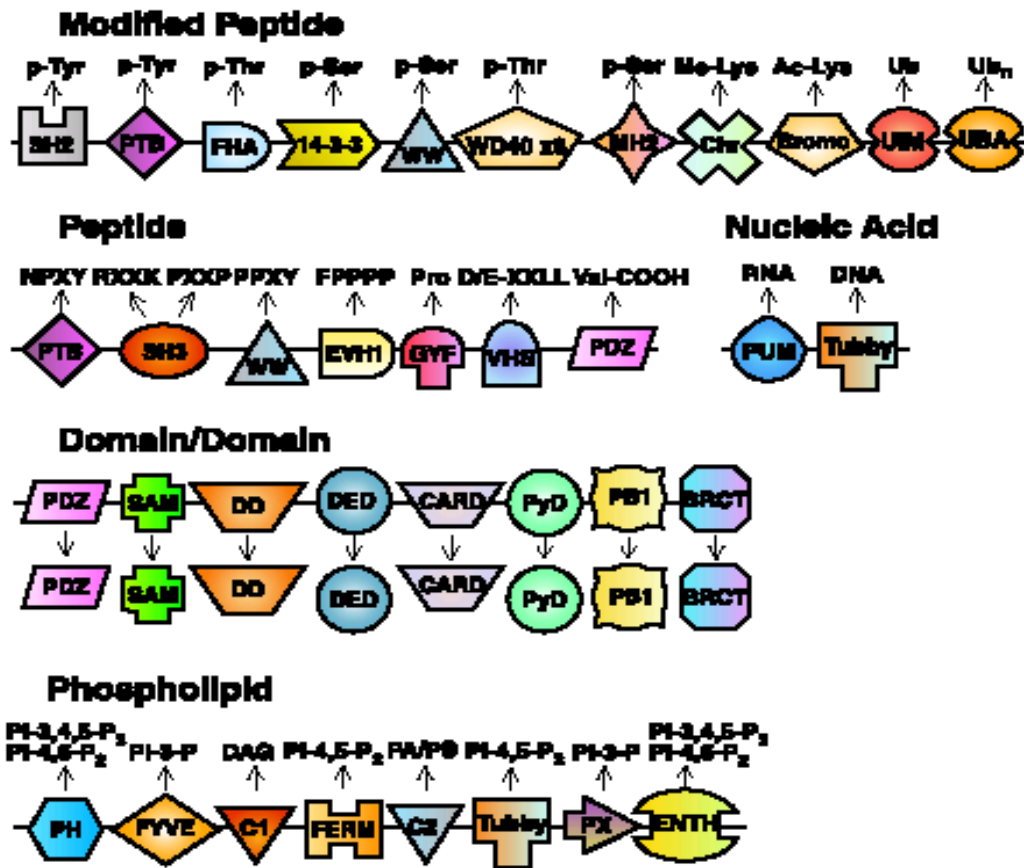 Modified Peptide
p-Tyr p-Tyr p-Thr p-Ser p-Ser p-Thr p-Ser Me-Lys Ac-Lys Ub Ubn
SH2 PTB FHA 14-3-3 WW WD40 x8 MH2 Chr Bromo UIM UBA
Peptide Nucleic Acid
NPXY RXXK PXXP PPXY FPPPP Pro D/E-XXLL Val-COOH RNA DNA
PTB SH3 WW EVH1 GYF VHS PDZ PUM Tubby
Domain/Domain
PDZ SAM DD DED CARD PyD PB1 BRCT
PDZ SAM DD DED CARD PyD PB1 BRCT
Phospholipid
PI-3,4,5-P3 PI-3,4,5-P3
PI-4,5-P2 PI-3-P DAG PI-4,5-P2 PA/PS PI-4,5-P2 PI-3-P PI-4,5-P2
PH FYVE C1 FERM C2 Tubby PX ENTH